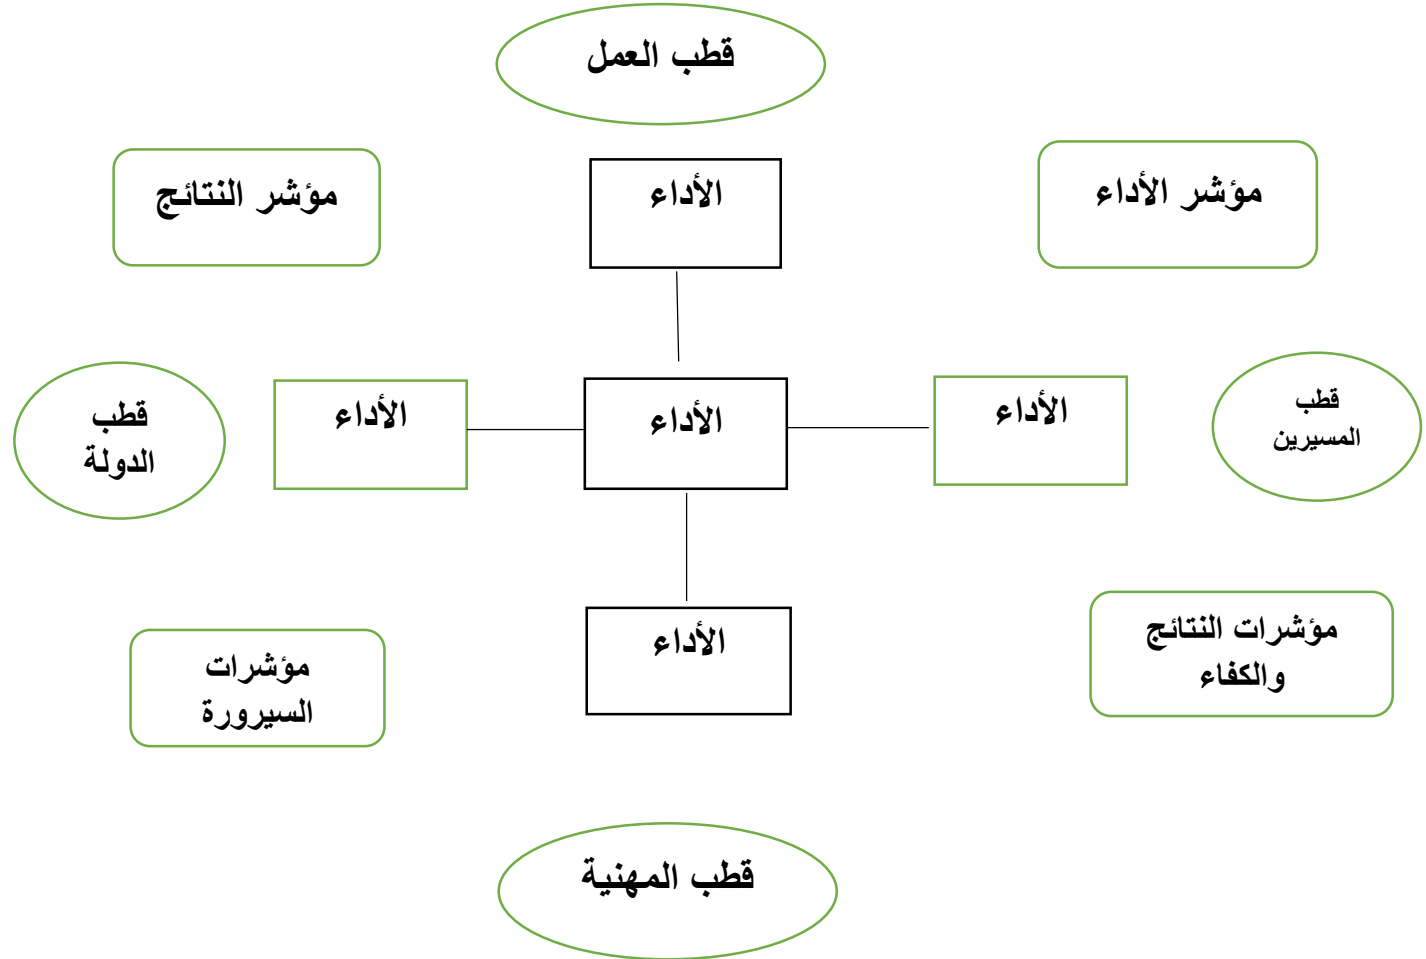 قطب العمل
مؤشر الأداء
الأداء
مؤشر النتائج
قطب
المسيرين
الأداء
الأداء
الأداء
قطب
الدولة
مؤشرات النتائج
والكفاء
الأداء
مؤشرات
السيرورة
قطب المهنية